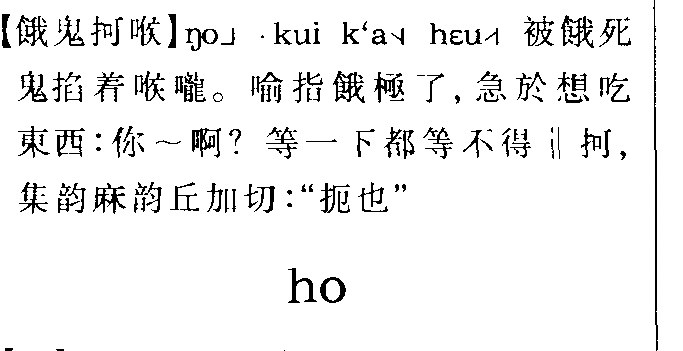 【餓鬼抲喉】ŋo˩ ·kui k‘a˧˩ hɛu˨˩ 被餓死
鬼掐着喉嚨。喻指餓極了，急於想吃
東西：你～啊？等一下都等不得 ‖ 抲，
集韵麻韵丘加切：“扼也”
ho